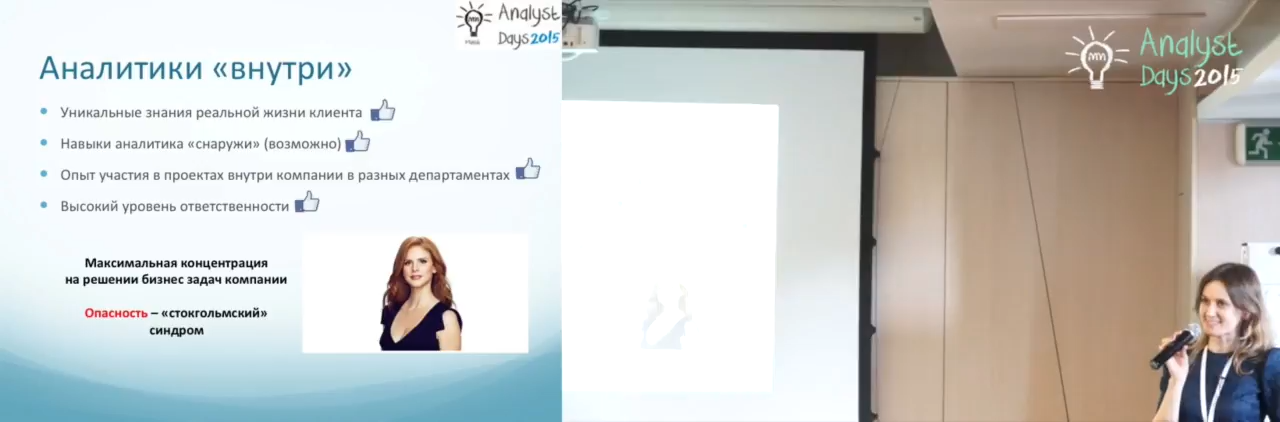 Analyst
Days 2015
Аналитики «внутри»
Уникальные знания реальной жизни клиента
Навыки аналитика «снаружи» (возможно)
Опыт участия в проектах внутри компании в разных департаментах
Высокий уровень ответственности
Максимальная концентрация
на решении бизнес задач компании
Опасность – «стокгольмский»
синдром
Analyst
Days 2015